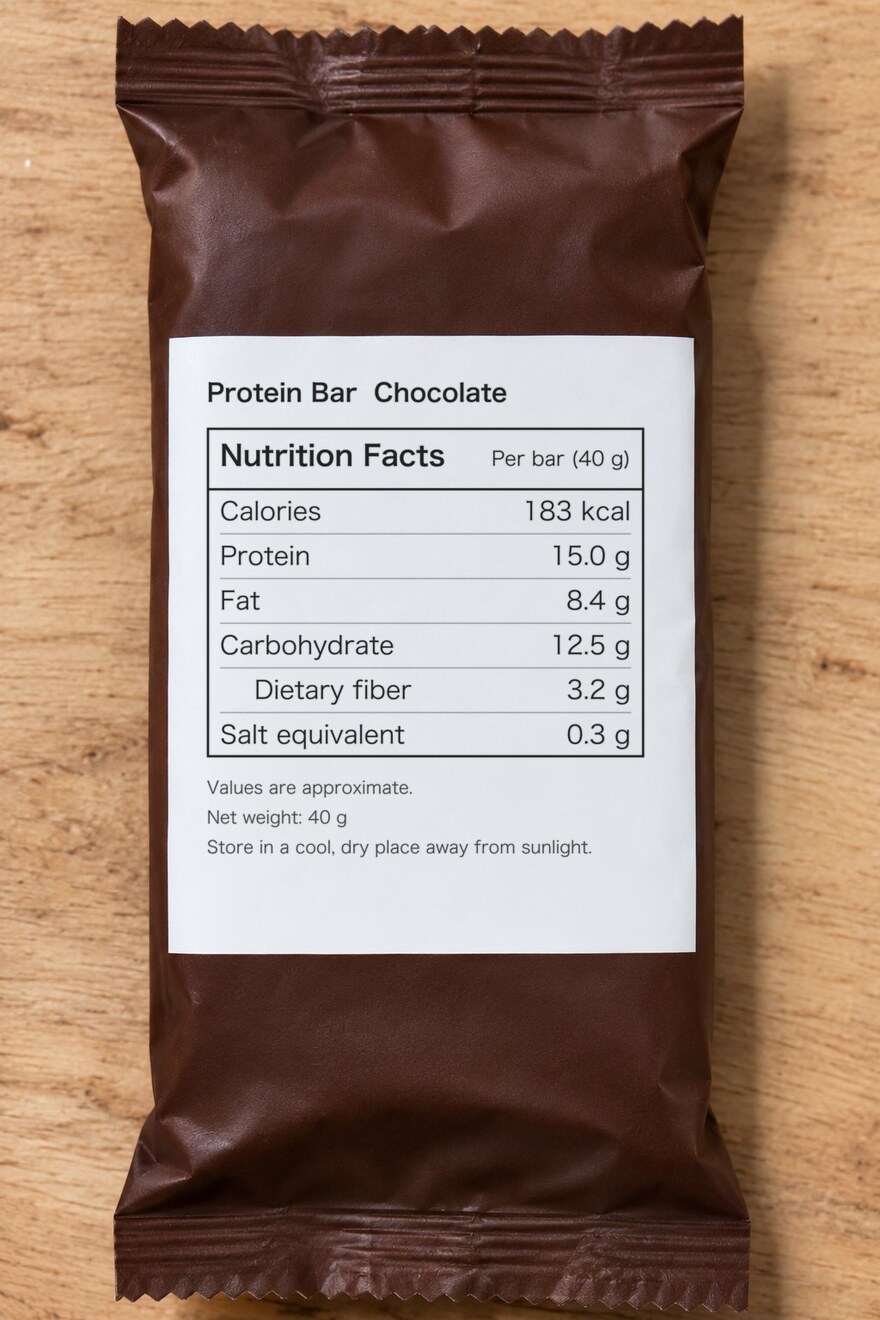 Protein Bar  Chocolate
Nutrition Facts Per bar (40 g)
Calories 183 kcal
Protein 15.0 g
Fat 8.4 g
Carbohydrate 12.5 g
Dietary fiber 3.2 g
Salt equivalent 0.3 g
Values are approximate.
Net weight: 40 g
Store in a cool, dry place away from sunlight.